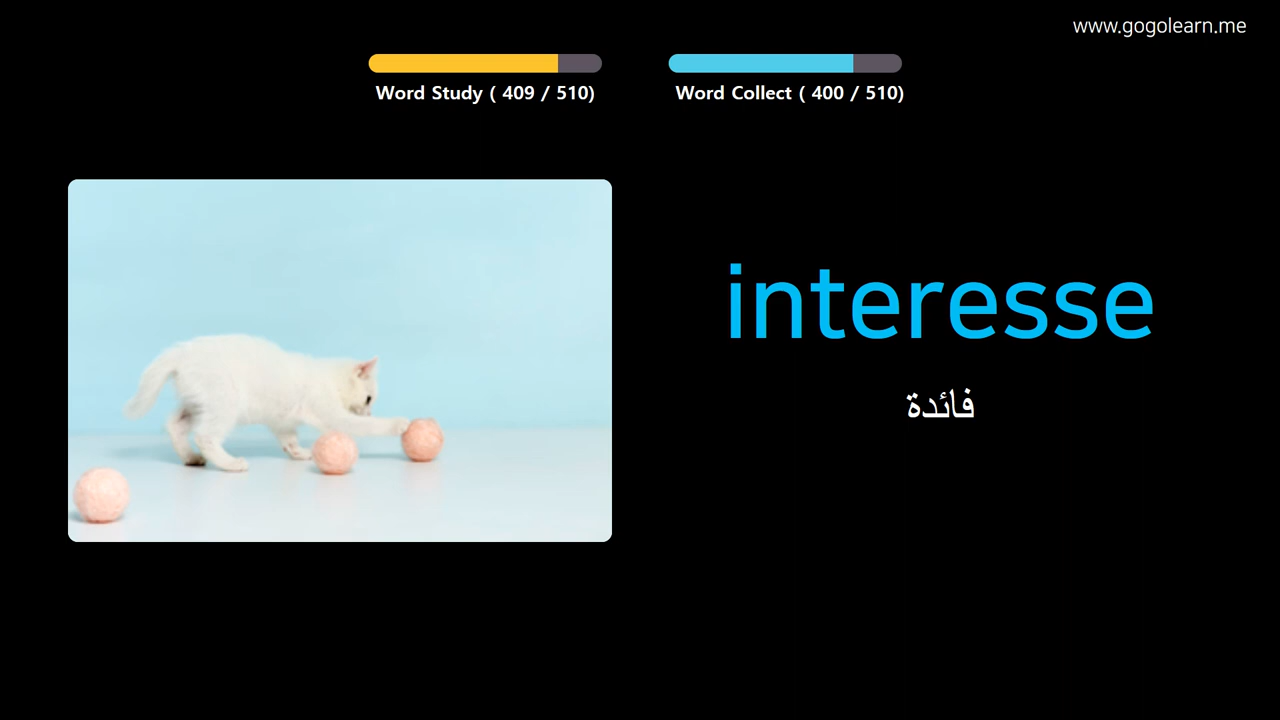 www.gogolearn.me
Word Study ( 409 / 510)
Word Collect ( 400 / 510)
interesse
فائدة